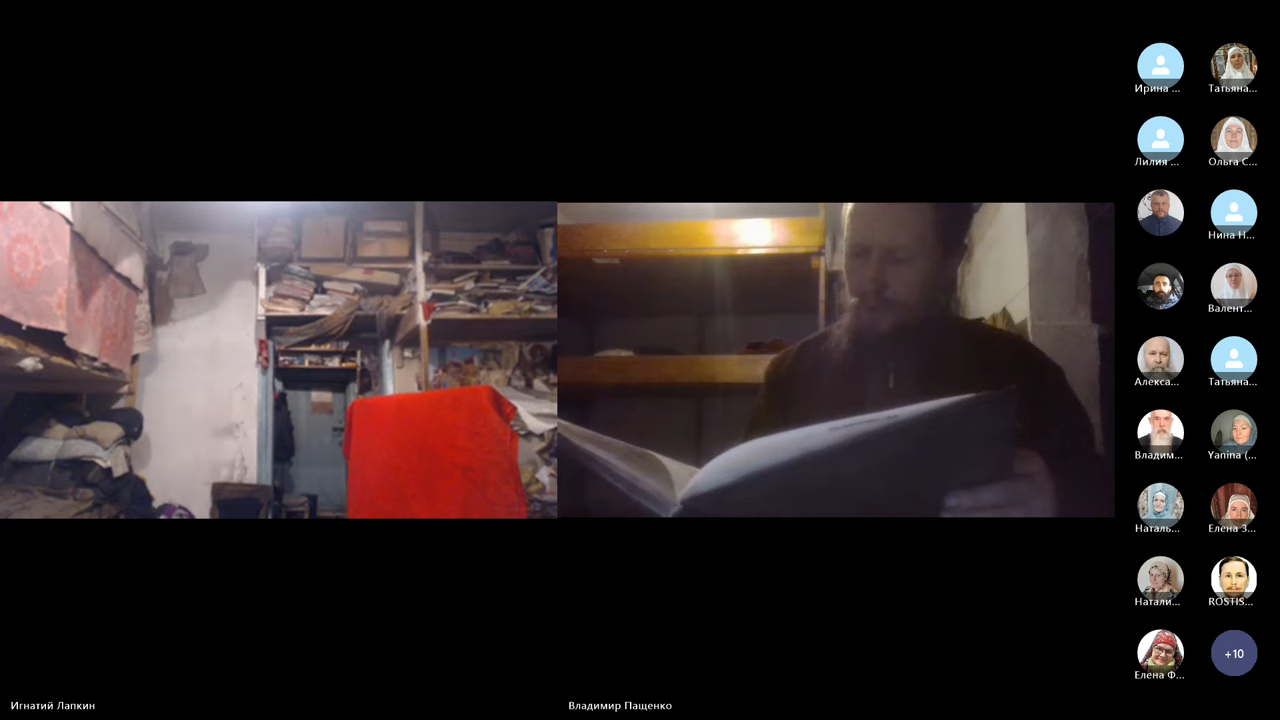 Ирина ...
Татьяна...
Лилия ...
Ольга С...
Нина Н...
Валент...
Алекса...
Татьяна...
Владим...
Yanina (...
Наталь...
Елена З...
Натали...
ROSTIS...
Елена Ф...
+10
Игнатий Лапкин
Владимир Пащенко